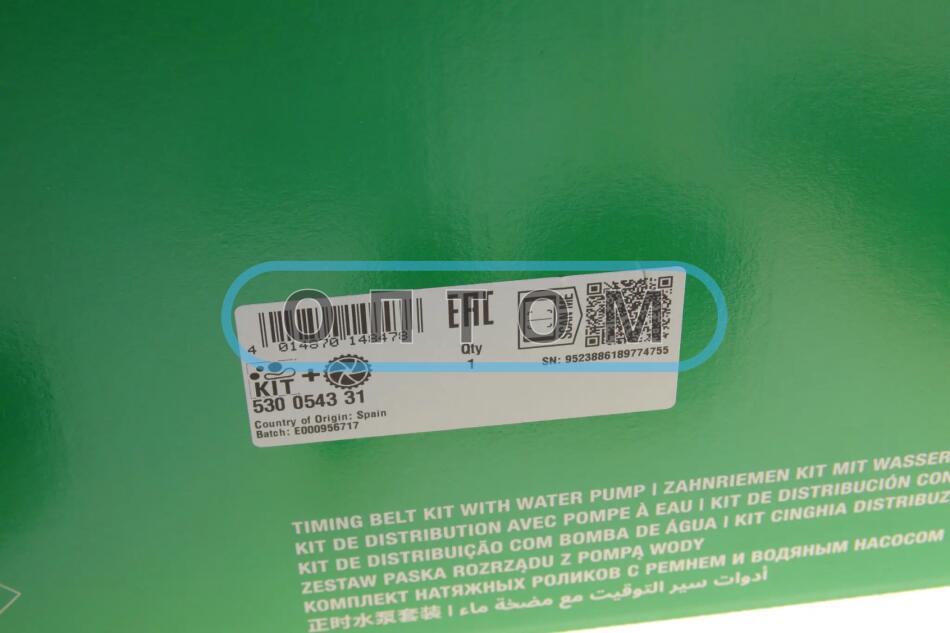 ОПТОМ
4 014870 148478
EAC
Qty
1
SN: 9523886189774755
KIT +
530 0543 31
Country of Origin: Spain
Batch: E000956717
TIMING BELT KIT WITH WATER PUMP | ZAHNRIEMEN KIT MIT WASSER
KIT DE DISTRIBUTION AVEC POMPE À EAU | KIT DE DISTRIBUCIÓN CON
KIT DE DISTRIBUIÇÃO COM BOMBA DE ÁGUA | KIT CINGHIA DISTRIBUZ
ZESTAW PASKA ROZRZĄDU Z POMPĄ WODY
КОМПЛЕКТ НАТЯЖНЫХ РОЛИКОВ С РЕМНЕМ И ВОДЯНЫМ НАСОСОМ
正时水泵套装 | أدوات سير التوقيت مع مضخة ماء